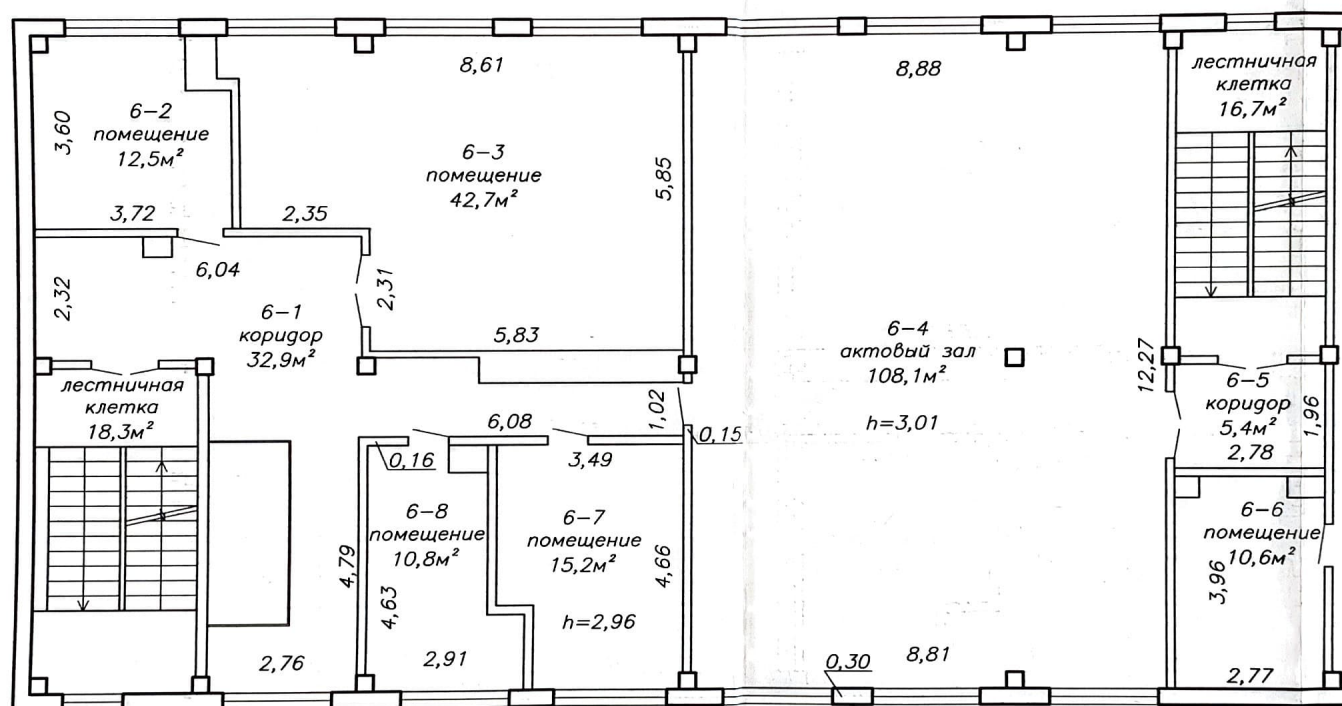 8,61
8,88
лестничная
клетка
16,7м²
6-2
помещение
12,5м²
3,60
6-3
помещение
42,7м²
5,85
3,72
2,35
6,04
2,32
2,31
6-1
коридор
32,9м²
5,83
6-4
актовый зал
108,1м²
h=3,01
12,27
6-5
коридор
5,4м²
2,78
1,96
лестничная
клетка
18,3м²
6,08
1,02
0,15
0,16
3,49
6-8
помещение
10,8м²
6-7
помещение
15,2м²
h=2,96
4,79
4,63
4,66
6-6
помещение
10,6м²
3,96
2,76
2,91
0,30
8,81
2,77